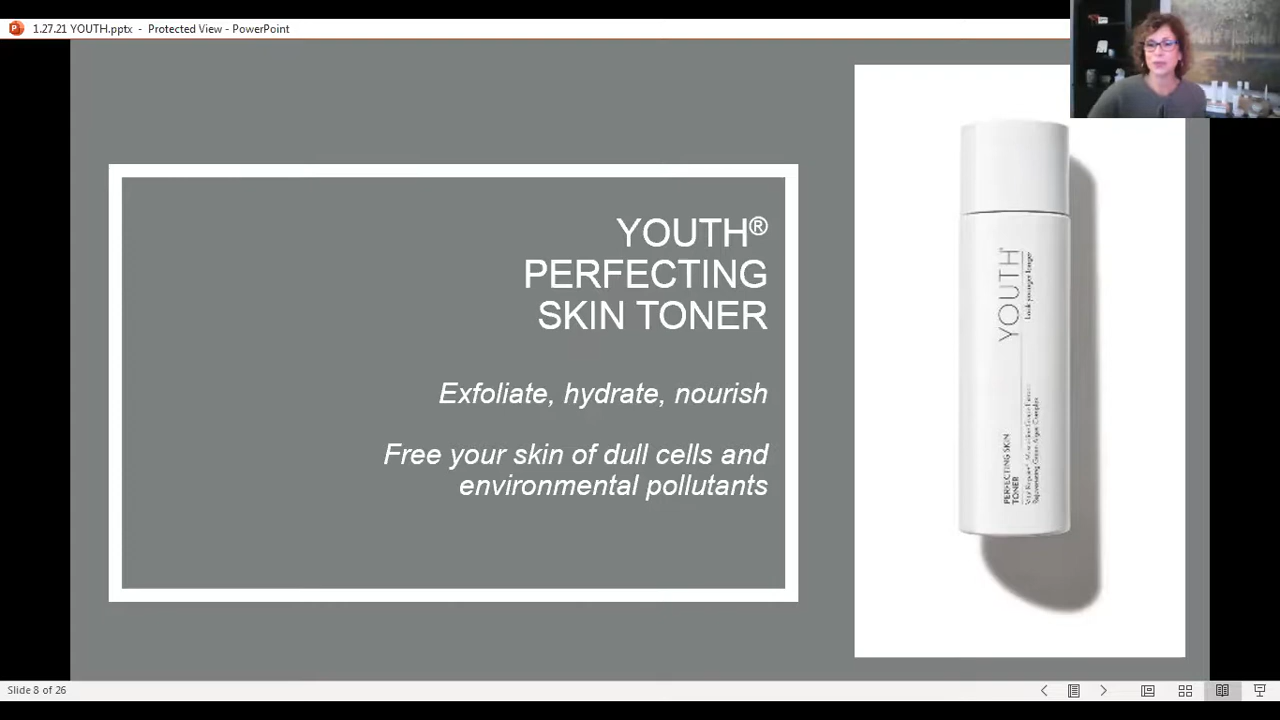 1.27.21 YOUTH.pptx - Protected View - PowerPoint
YOUTH®
PERFECTING
SKIN TONER
Exfoliate, hydrate, nourish
Free your skin of dull cells and
environmental pollutants
YOUTH®
Look younger longer
PERFECTING SKIN
TONER
Slide 8 of 26